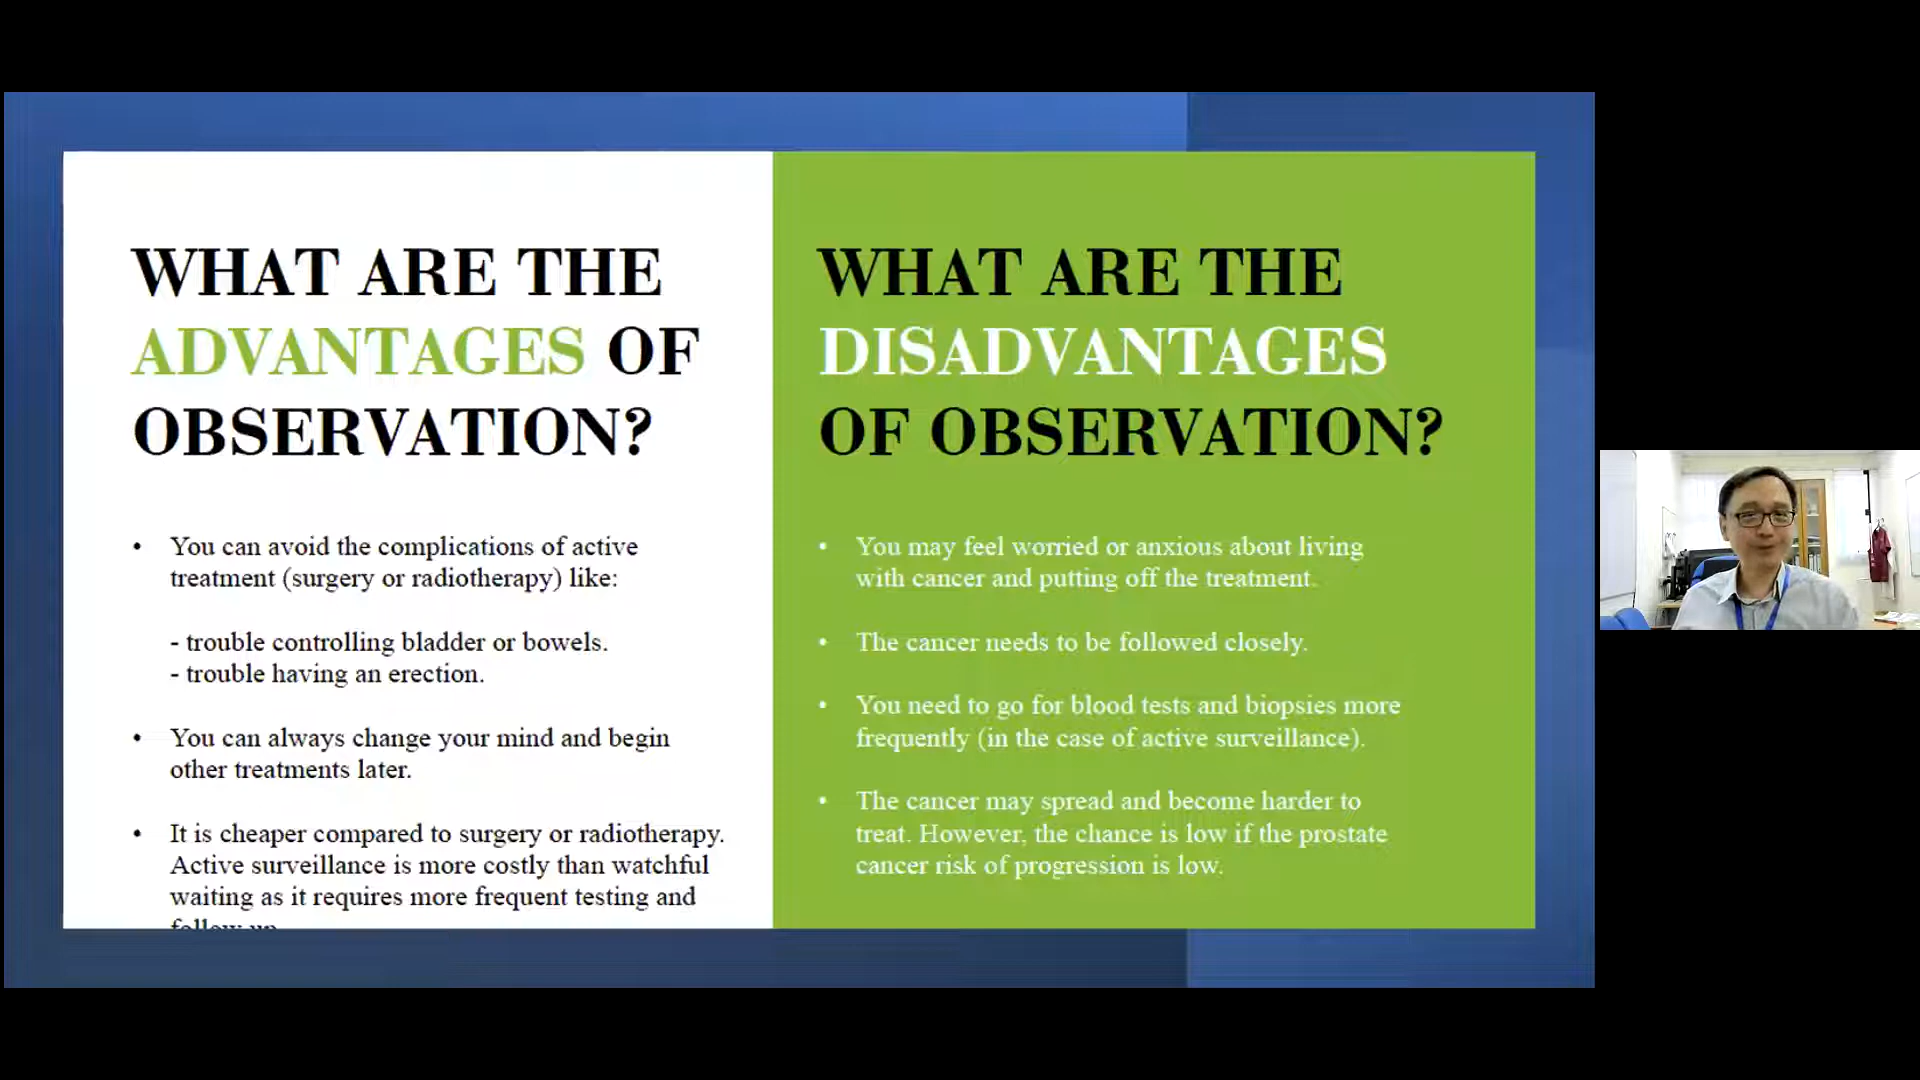 WHAT ARE THE
ADVANTAGES OF
OBSERVATION?
• You can avoid the complications of active
treatment (surgery or radiotherapy) like:
- trouble controlling bladder or bowels.
- trouble having an erection.
• You can always change your mind and begin
other treatments later.
• It is cheaper compared to surgery or radiotherapy.
Active surveillance is more costly than watchful
waiting as it requires more frequent testing and
follow up
WHAT ARE THE
DISADVANTAGES
OF OBSERVATION?
• You may feel worried or anxious about living
with cancer and putting off the treatment.
• The cancer needs to be followed closely.
• You need to go for blood tests and biopsies more
frequently (in the case of active surveillance).
• The cancer may spread and become harder to
treat. However, the chance is low if the prostate
cancer risk of progression is low.